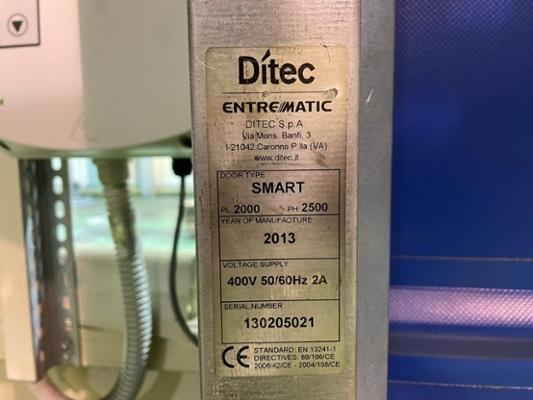 Dítec
ENTREMATIC
DITEC S.p.A
Via Mons. Banfi, 3
I-21042 Caronno P.lla (VA)
www.ditec.it
DOOR TYPE
SMART
PL 2000 PH 2500
YEAR OF MANUFACTURE
2013
VOLTAGE SUPPLY
400V 50/60Hz 2A
SERIAL NUMBER
130205021
CE STANDARD: EN 13241-1
DIRECTIVES: 89/106/CE
2006/42/CE - 2004/108/CE